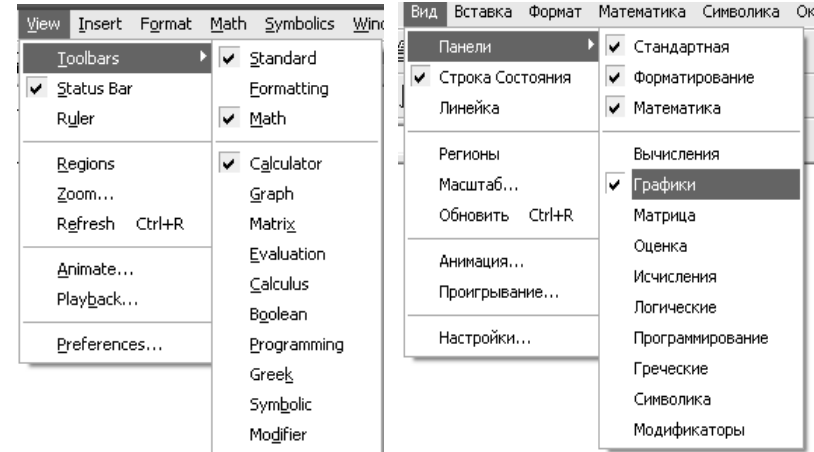 View Insert Format Math Symbolics
Toolbars
Status Bar
Ruler
Regions
Zoom...
Refresh Ctrl+R
Animate...
Playback...
Preferences...
Standard
Formatting
Math
Calculator
Graph
Matrix
Evaluation
Calculus
Boolean
Programming
Greek
Symbolic
Modifier
Вид Вставка Формат Математика Символика
Панели
Строка Состояния
Линейка
Регионы
Масштаб...
Обновить Ctrl+R
Анимация...
Проигрывание...
Настройки...
Стандартная
Форматирование
Математика
Вычисления
Графики
Матрица
Оценка
Исчисления
Логические
Программирование
Греческие
Символика
Модификаторы